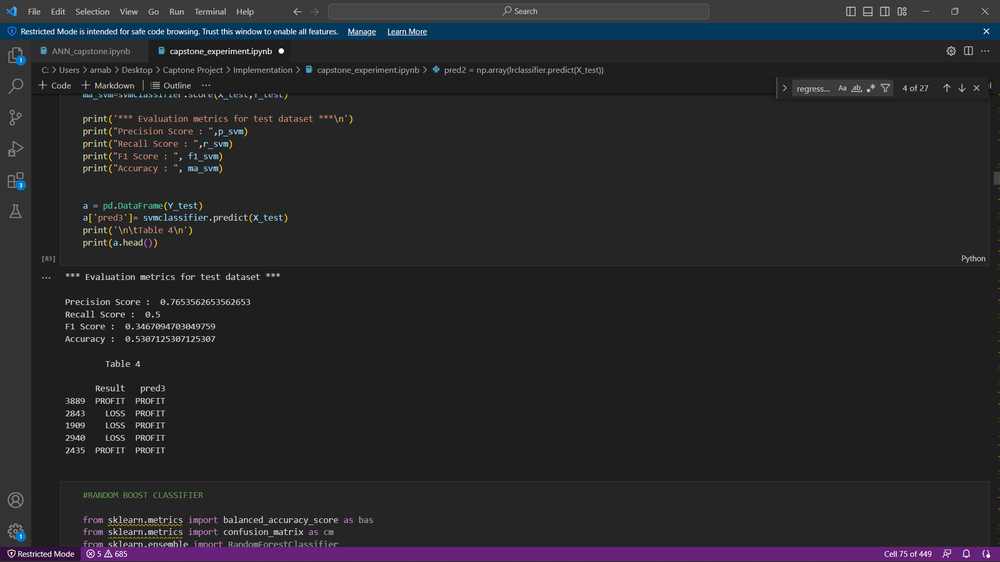 File Edit Selection View Go Run Terminal Help Search
Restricted Mode is intended for safe code browsing. Trust this window to enable all features. Manage Learn More
ANN_capstone.ipynb capstone_experiment.ipynb
C: > Users > arnab > Desktop > Captone Project > Implementation > capstone_experiment.ipynb > pred2 = np.array(lrclassifier.predict(X_test))
+ Code + Markdown Outline ...
regress... Aa ab .* 4 of 27
ma_svm=svmclassifier.score(X_test,Y_test)
print('*** Evaluation metrics for test dataset ***\n')
print("Precision Score : ",p_svm)
print("Recall Score : ",r_svm)
print("F1 Score : ", f1_svm)
print("Accuracy : ", ma_svm)
a = pd.DataFrame(Y_test)
a['pred3']= svmclassifier.predict(X_test)
print('\n\tTable 4\n')
print(a.head())
[83]
Python
... *** Evaluation metrics for test dataset ***
Precision Score :  0.7653562653562653
Recall Score :  0.5
F1 Score :  0.3467094703049759
Accuracy :  0.5307125307125307
Table 4
Result pred3
3889 PROFIT PROFIT
2843 LOSS PROFIT
1909 LOSS PROFIT
2940 LOSS PROFIT
2435 PROFIT PROFIT
#RANDOM BOOST CLASSIFIER
from sklearn.metrics import balanced_accuracy_score as bas
from sklearn.metrics import confusion_matrix as cm
from sklearn.ensemble import RandomForestClassifier
1
3
1
Restricted Mode 5 685 Cell 75 of 449